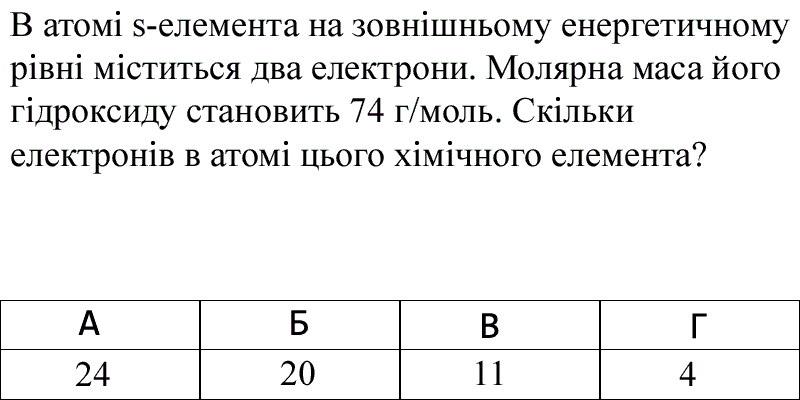 В атомі s-елемента на зовнішньому енергетичному
рівні міститься два електрони. Молярна маса його
гідроксиду становить 74 г/моль. Скільки
електронів в атомі цього хімічного елемента?
А Б В Г
24 20 11 4